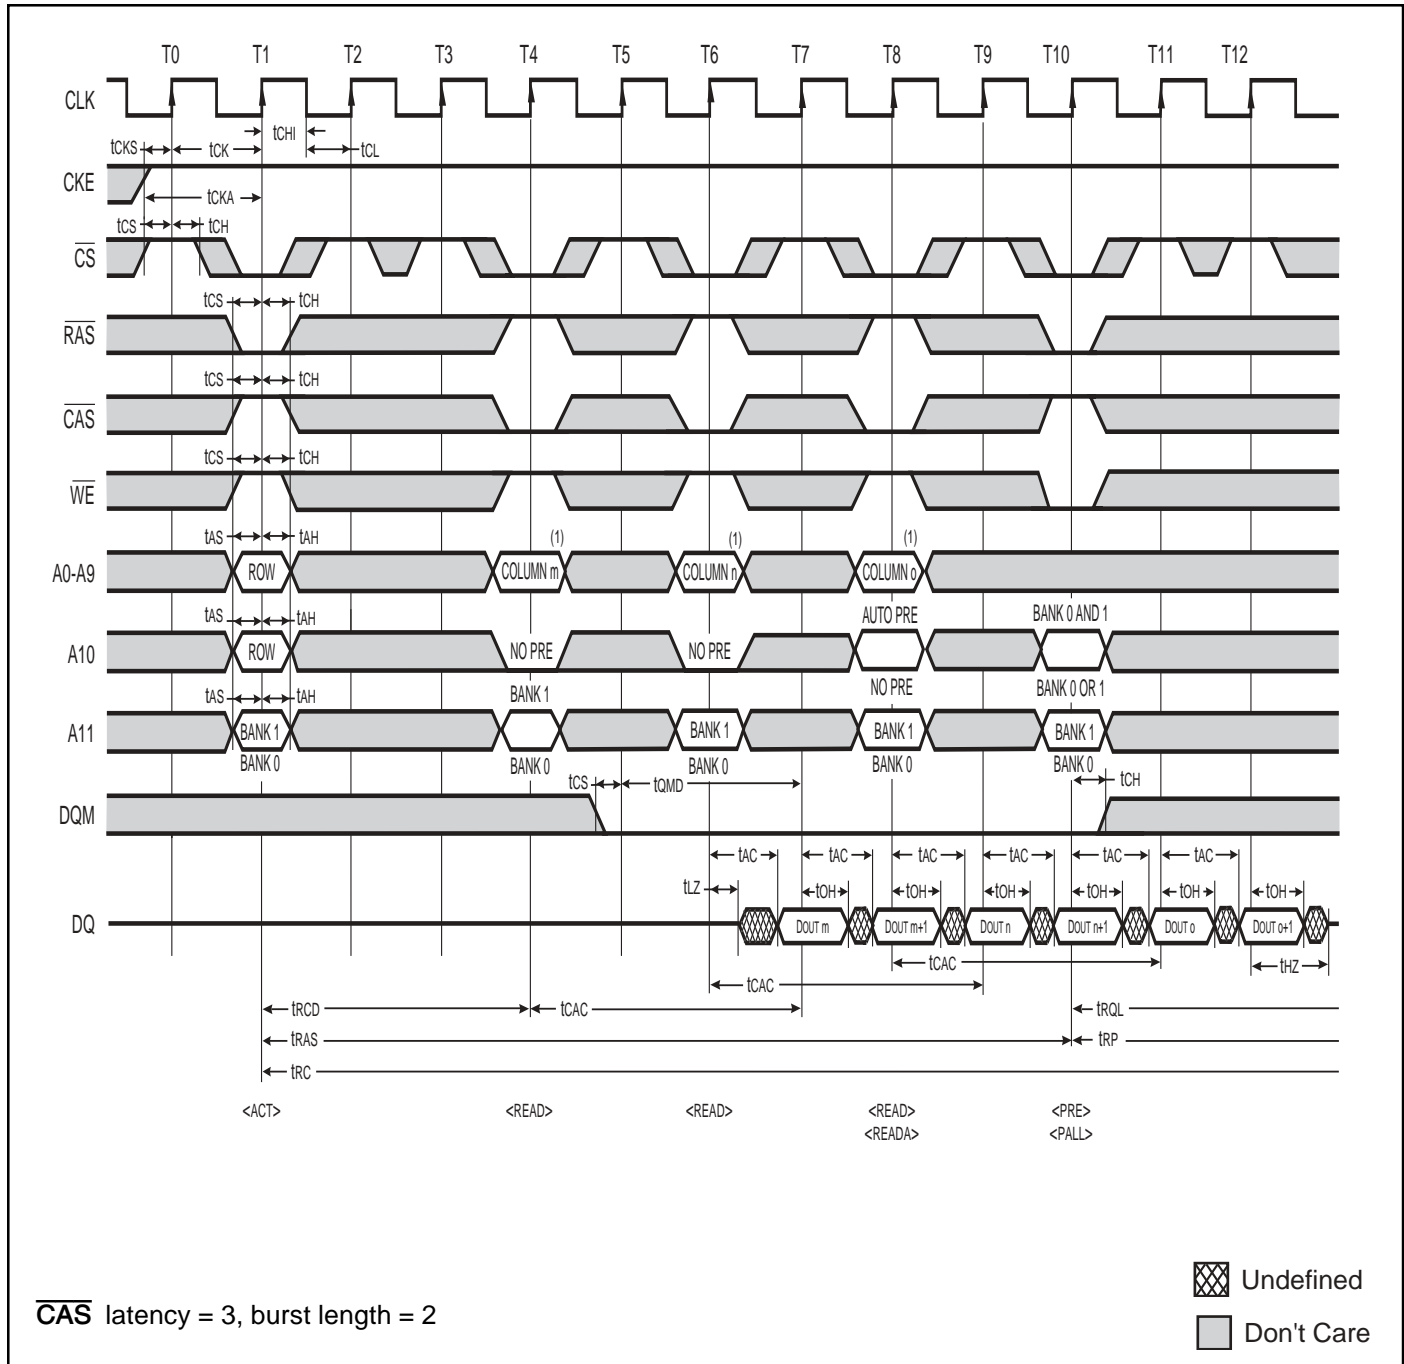 T0 T1 T2 T3 T4 T5 T6 T7 T8 T9 T10 T11 T12
CLK
tCHI
tCKS tCK tCL
CKE
tCKA
tCS tCH
CS
tCS tCH
RAS
tCS tCH
CAS
tCS tCH
WE
tAS tAH (1) (1) (1)
A0-A9 ROW COLUMN m COLUMN n COLUMN o
tAS tAH AUTO PRE BANK 0 AND 1
A10 ROW NO PRE NO PRE
tAS tAH BANK 1 NO PRE BANK 0 OR 1
A11 BANK 1 BANK 1 BANK 1 BANK 1
BANK 0 BANK 0 BANK 0 BANK 0 BANK 0
tCS tQMD tCH
DQM
tAC tAC tAC tAC tAC tAC
tLZ tOH tOH tOH tOH tOH tOH
DQ DOUT m DOUT m+1 DOUT n DOUT n+1 DOUT o DOUT o+1
tCAC tHZ
tCAC
tRCD tCAC tRQL
tRAS tRP
tRC
<ACT> <READ> <READ> <READ> <PRE>
<READA> <PALL>
Undefined
CAS latency = 3, burst length = 2
Don't Care